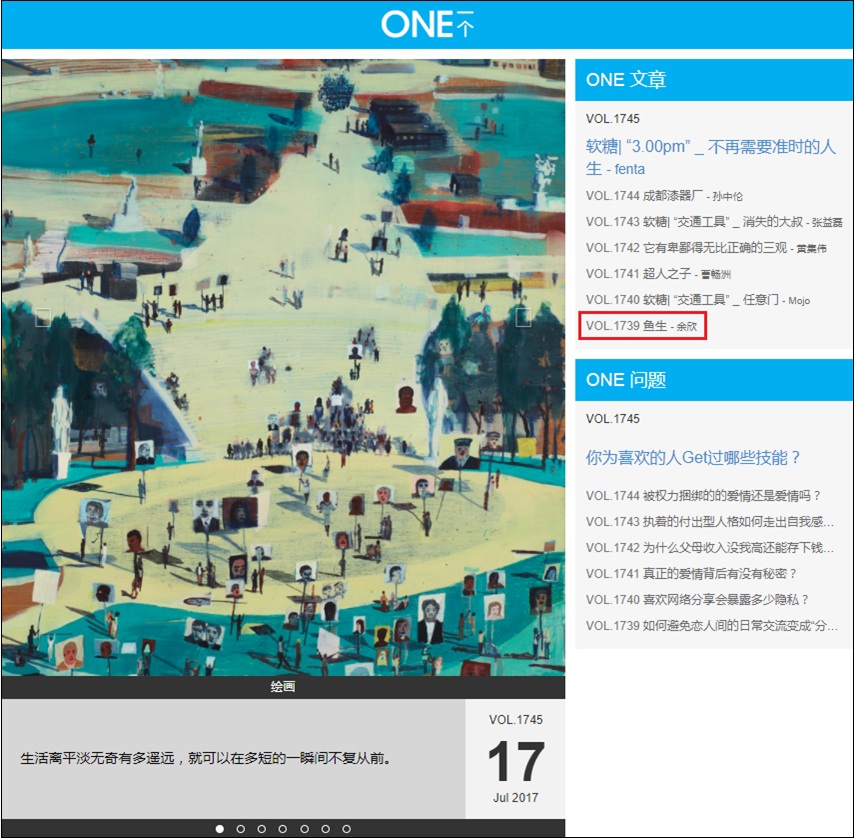 ONE一个
绘画
生活离平淡无奇有多遥远，就可以在多短的一瞬间不复从前。
VOL.1745
17
Jul 2017
ONE 文章
VOL.1745
软糖| “3.00pm” _ 不再需要准时的人
生 - fenta
VOL.1744 成都漆器厂 - 孙中伦
VOL.1743 软糖| “交通工具” _ 消失的大叔 - 张益磊
VOL.1742 它有卑鄙得无比正确的三观 - 黄集伟
VOL.1741 超人之子 - 曹畅洲
VOL.1740 软糖| “交通工具” _ 任意门 - Mojo
VOL.1739 鱼生 - 余欣
ONE 问题
VOL.1745
你为喜欢的人Get过哪些技能？
VOL.1744 被权力捆绑的的爱情还是爱情吗？
VOL.1743 执着的付出型人格如何走出自我感...
VOL.1742 为什么父母收入没我高还能存下钱...
VOL.1741 真正的爱情背后有没有秘密？
VOL.1740 喜欢网络分享会暴露多少隐私？
VOL.1739 如何避免恋人间的日常交流变成“分...